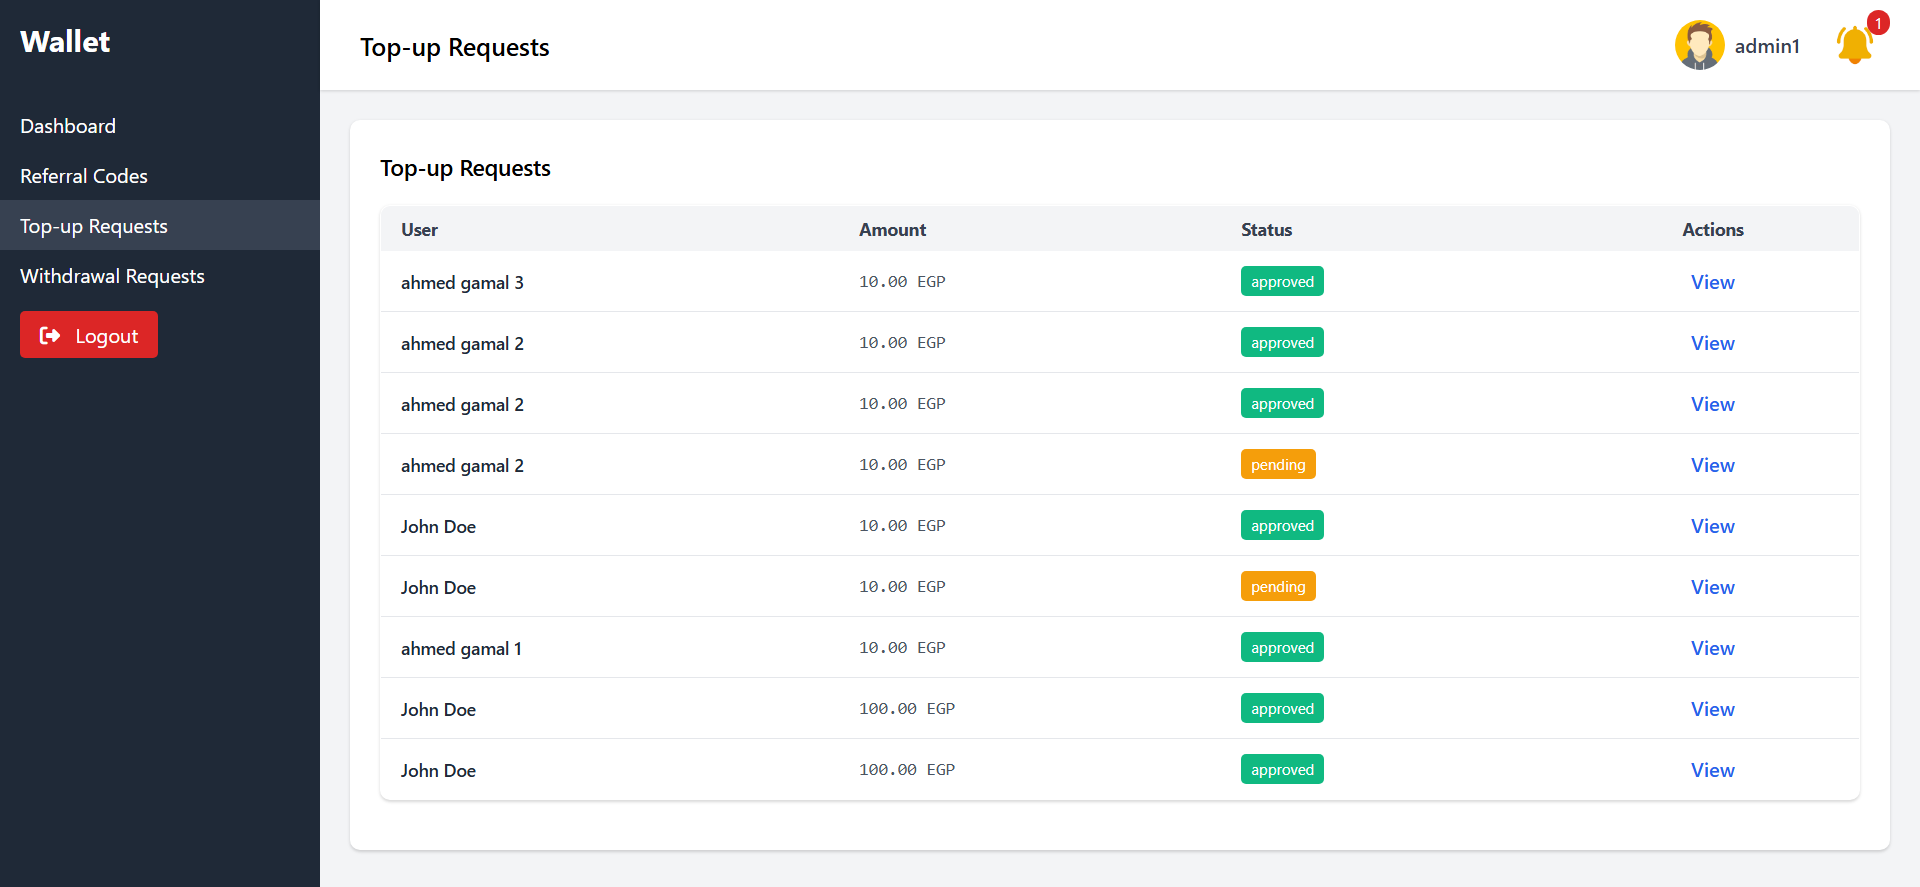 Wallet
Dashboard
Referral Codes
Top-up Requests
Withdrawal Requests
Logout
Top-up Requests
admin1
1
Top-up Requests
User Amount Status Actions
ahmed gamal 3 10.00 EGP approved View
ahmed gamal 2 10.00 EGP approved View
ahmed gamal 2 10.00 EGP approved View
ahmed gamal 2 10.00 EGP pending View
John Doe 10.00 EGP approved View
John Doe 10.00 EGP pending View
ahmed gamal 1 10.00 EGP approved View
John Doe 100.00 EGP approved View
John Doe 100.00 EGP approved View